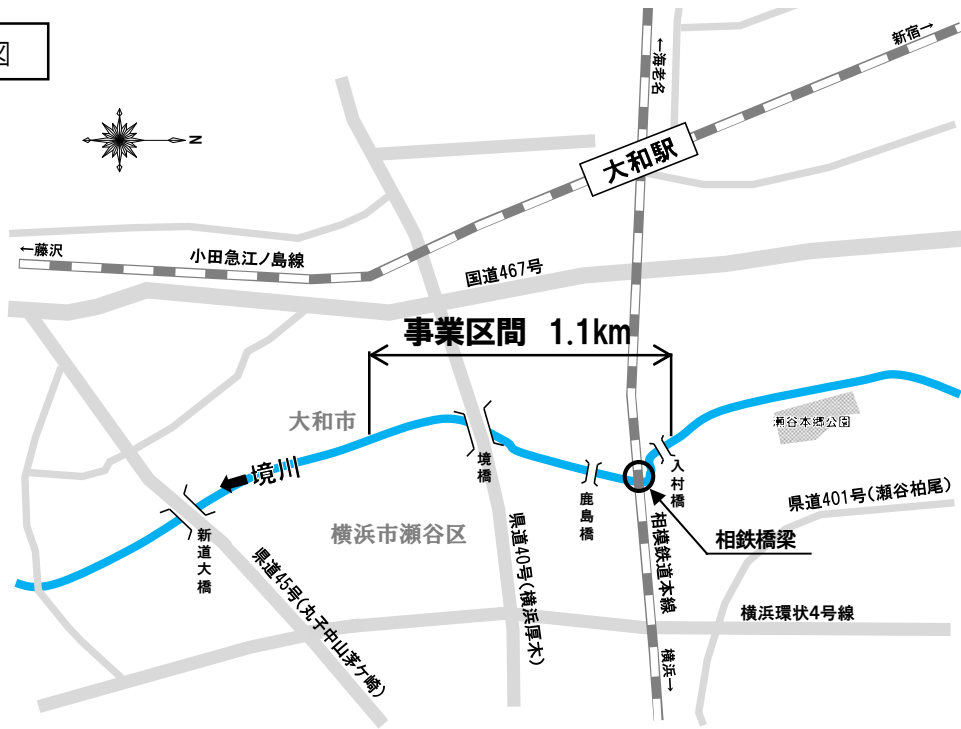 図
N
←海老名
新宿→
大和駅
←藤沢
小田急江ノ島線
国道467号
事業区間 1.1km
大和市
瀬谷本郷公園
境川
境橋
入村橋
鹿島橋
県道401号(瀬谷柏尾)
新道大橋
横浜市瀬谷区
県道40号(横浜厚木)
相模鉄道本線
相鉄橋梁
県道45号(丸子中山茅ケ崎)
横浜環状4号線
横浜→